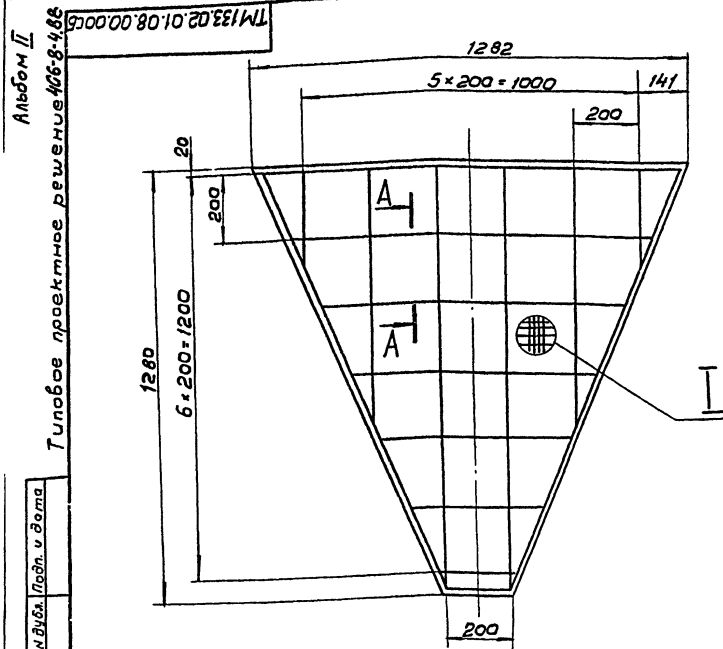 ТМ133.02.01.08.00.000СБ
Альбом II
Типовое проектное решение 406-8-4.88
1282
5×200=1000
141
200
20
200
А
А
1280
6×200=1200
I
Подп. и дата
N дубл.
200